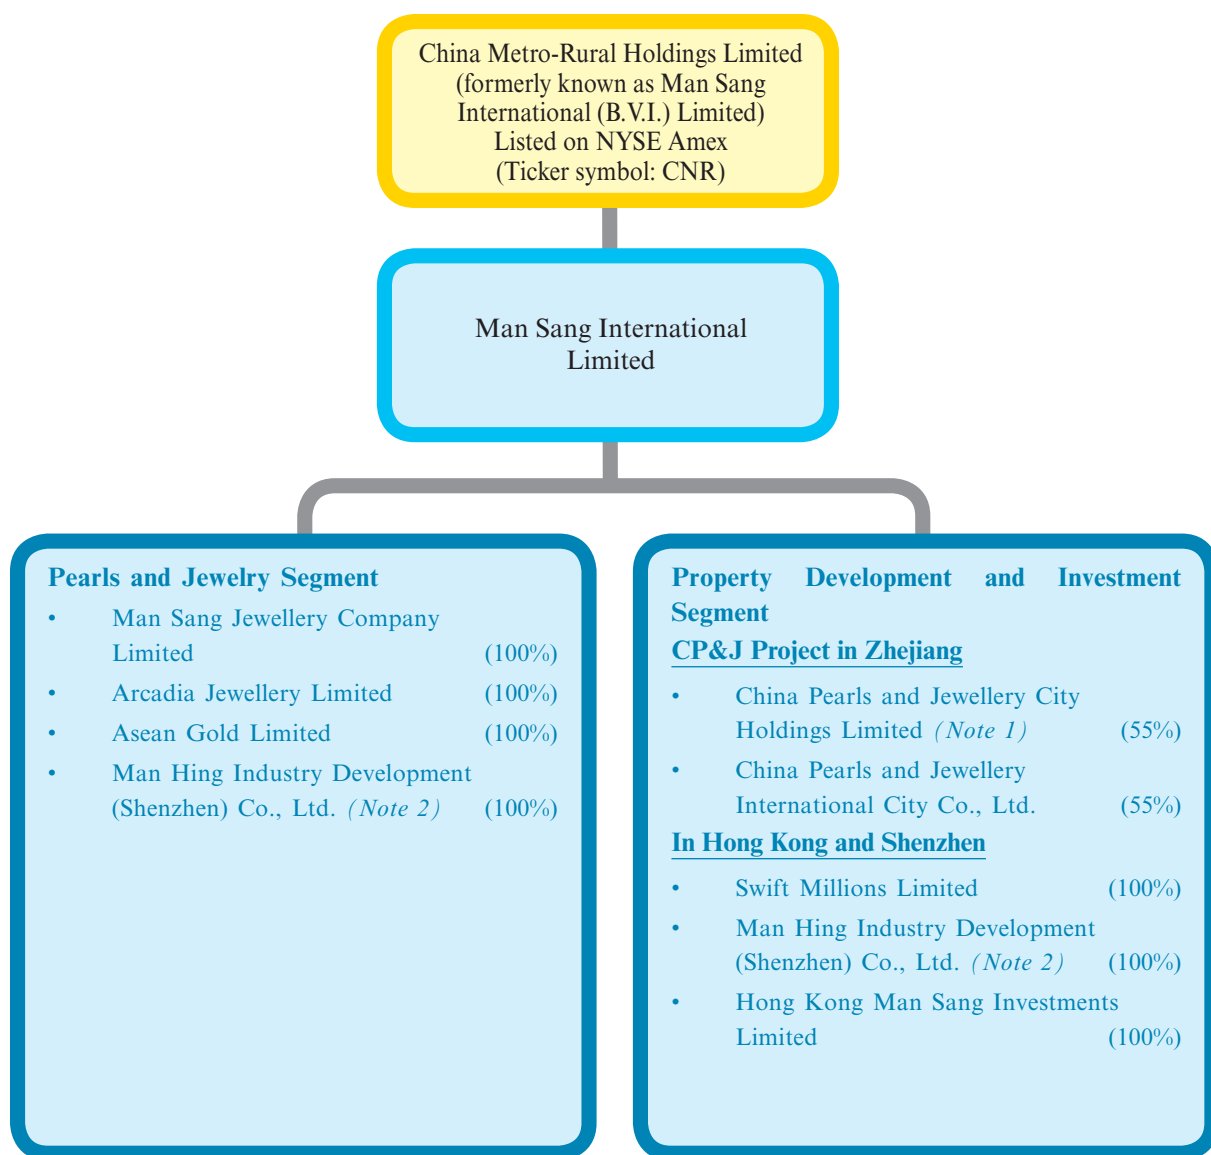 China Metro-Rural Holdings Limited
(formerly known as Man Sang
International (B.V.I.) Limited)
Listed on NYSE Amex
(Ticker symbol: CNR)
Man Sang International
Limited
Pearls and Jewelry Segment
• Man Sang Jewellery Company
Limited (100%)
• Arcadia Jewellery Limited (100%)
• Asean Gold Limited (100%)
• Man Hing Industry Development
(Shenzhen) Co., Ltd. (Note 2) (100%)
Property Development and Investment
Segment
CP&J Project in Zhejiang
• China Pearls and Jewellery City
Holdings Limited (Note 1) (55%)
• China Pearls and Jewellery
International City Co., Ltd. (55%)
In Hong Kong and Shenzhen
• Swift Millions Limited (100%)
• Man Hing Industry Development
(Shenzhen) Co., Ltd. (Note 2) (100%)
• Hong Kong Man Sang Investments
Limited (100%)